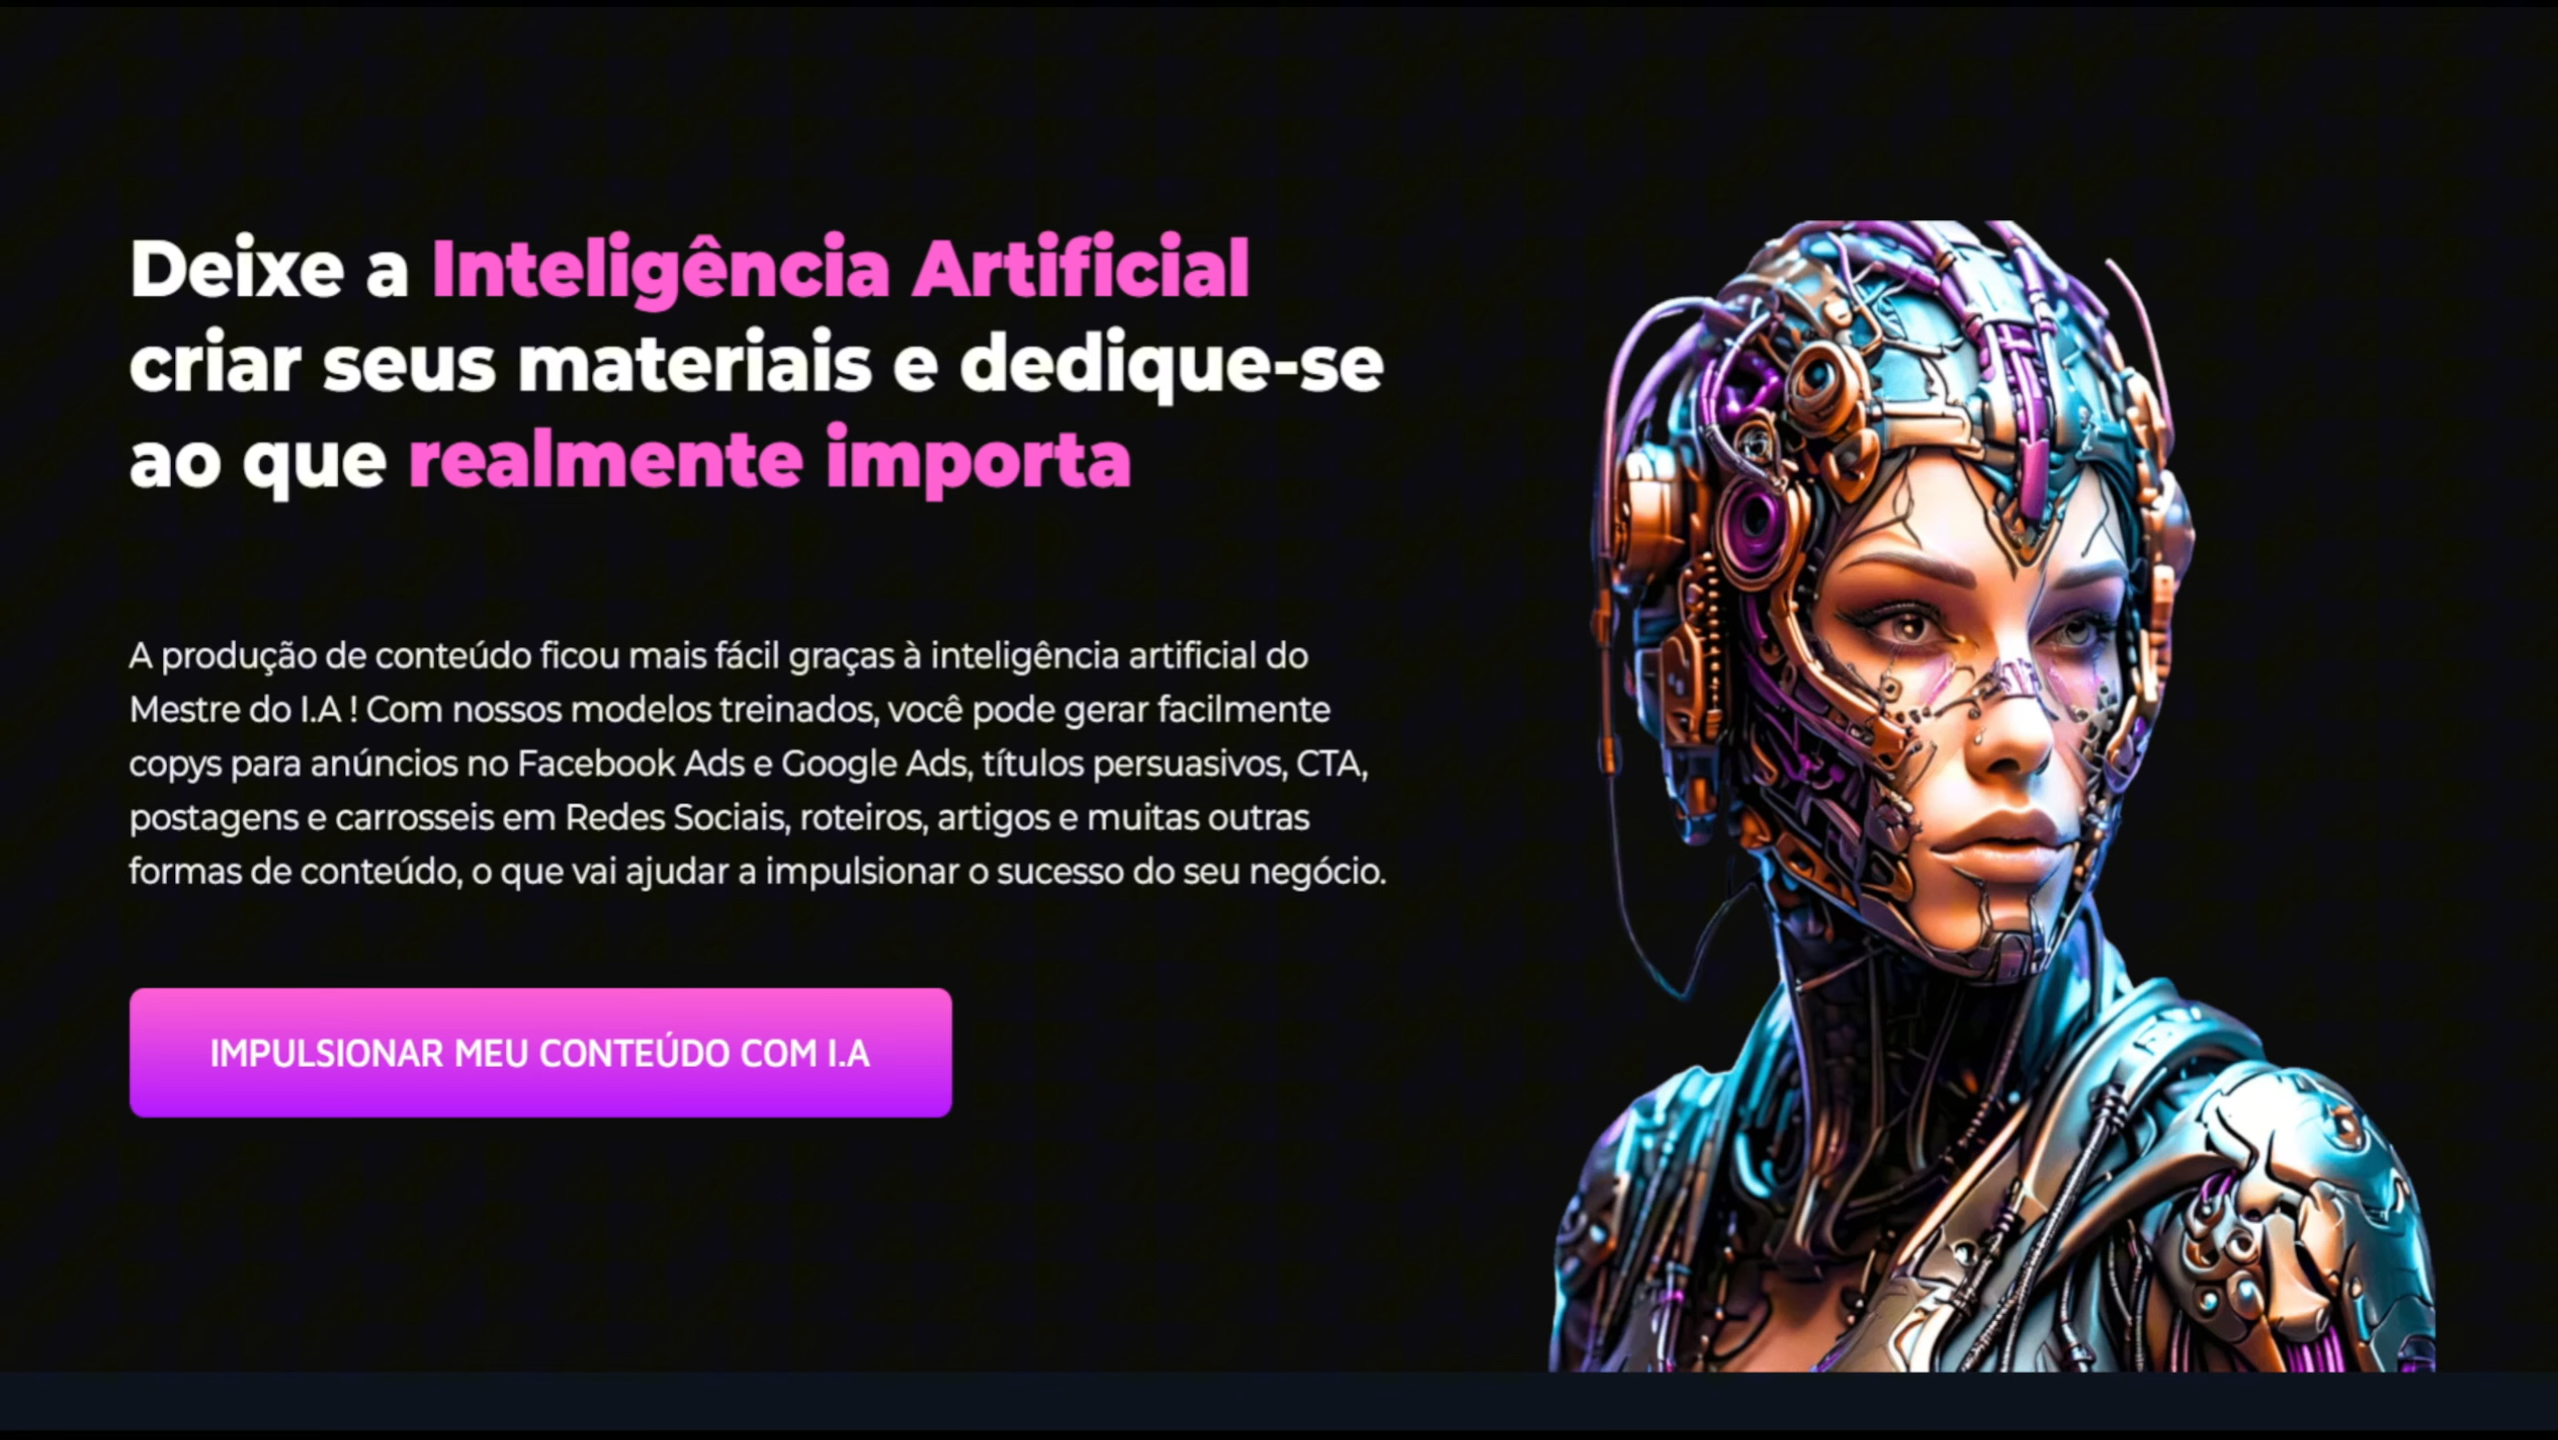 Deixe a Inteligência Artificial
criar seus materiais e dedique-se
ao que realmente importa
A produção de conteúdo ficou mais fácil graças à inteligência artificial do
Mestre do I.A ! Com nossos modelos treinados, você pode gerar facilmente
copys para anúncios no Facebook Ads e Google Ads, títulos persuasivos, CTA,
postagens e carrosseis em Redes Sociais, roteiros, artigos e muitas outras
formas de conteúdo, o que vai ajudar a impulsionar o sucesso do seu negócio.
IMPULSIONAR MEU CONTEÚDO COM I.A